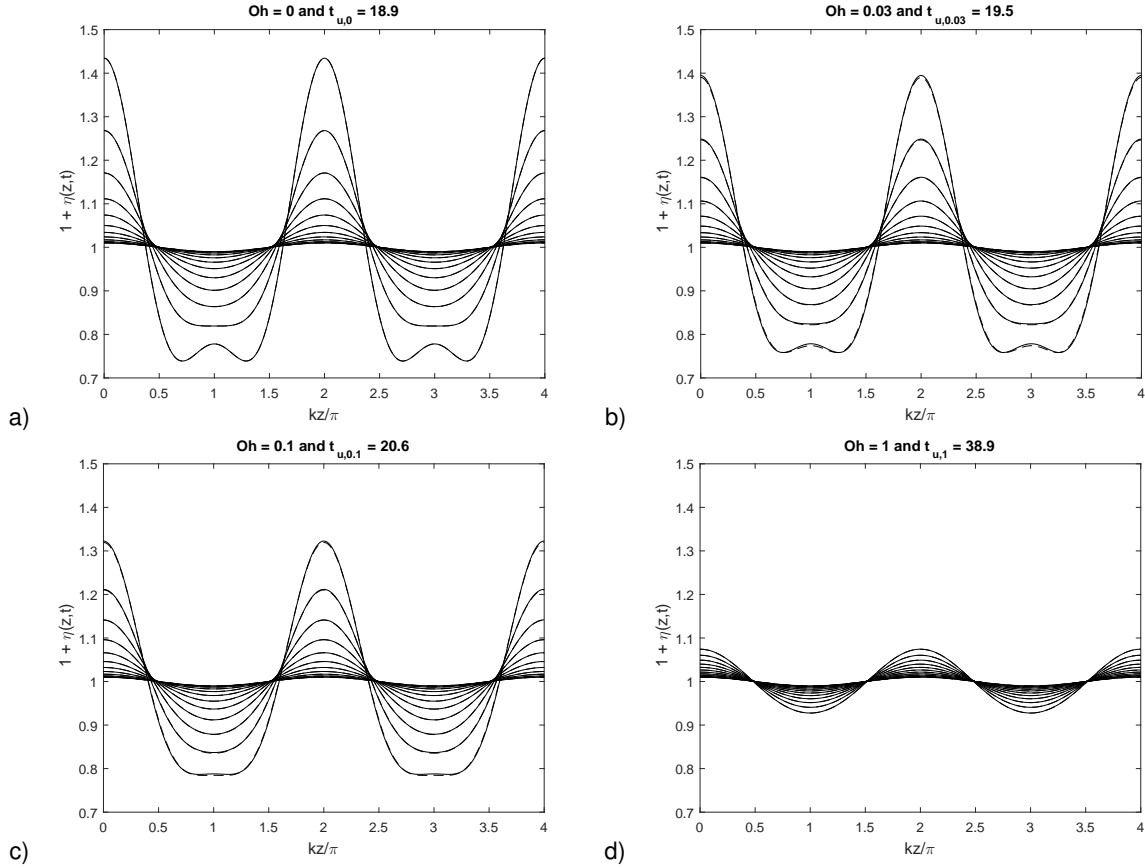 Oh = 0 and t_{u,0} = 18.9
1.5
1.4
1.3
1.2
1.1
1
0.9
0.8
0.7
1 + η(z,t)
0 0.5 1 1.5 2 2.5 3 3.5 4
kz/π
a)
Oh = 0.03 and t_{u,0.03} = 19.5
1.5
1.4
1.3
1.2
1.1
1
0.9
0.8
0.7
1 + η(z,t)
0 0.5 1 1.5 2 2.5 3 3.5 4
kz/π
b)
Oh = 0.1 and t_{u,0.1} = 20.6
1.5
1.4
1.3
1.2
1.1
1
0.9
0.8
0.7
1 + η(z,t)
0 0.5 1 1.5 2 2.5 3 3.5 4
kz/π
c)
Oh = 1 and t_{u,1} = 38.9
1.5
1.4
1.3
1.2
1.1
1
0.9
0.8
0.7
1 + η(z,t)
0 0.5 1 1.5 2 2.5 3 3.5 4
kz/π
d)